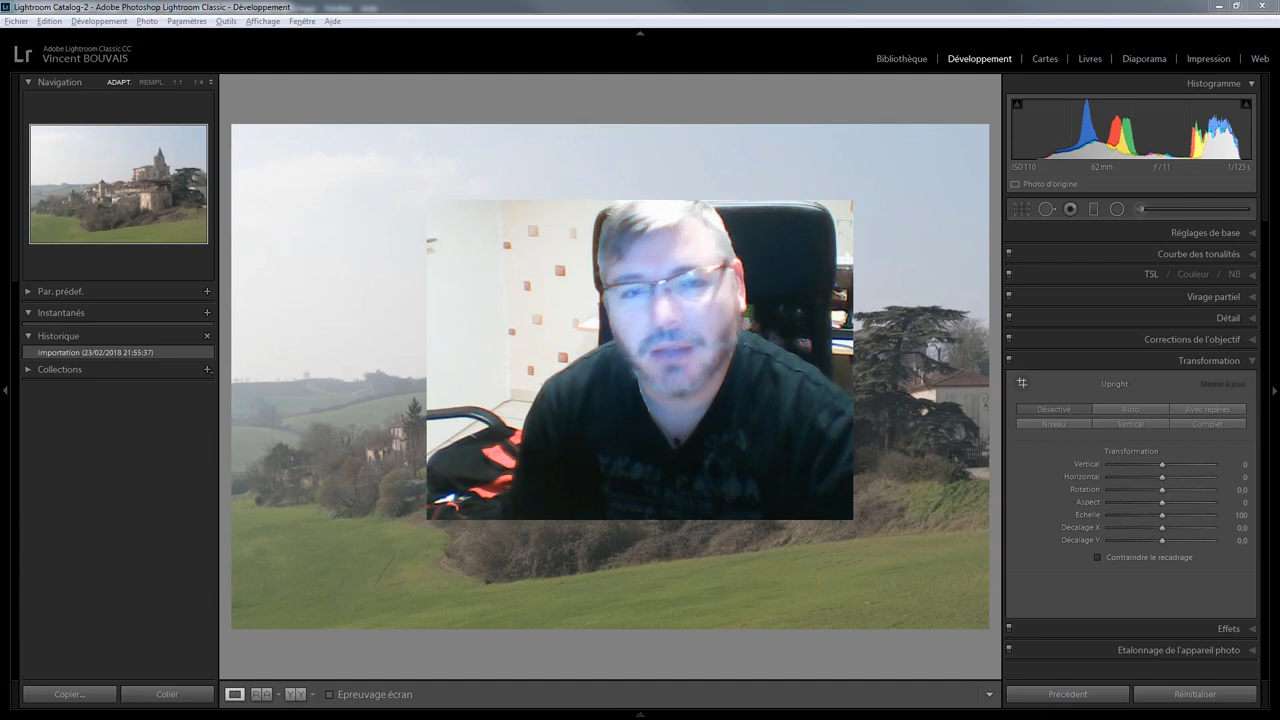 Lightroom Catalog-2 - Adobe Photoshop Lightroom Classic - Développement
Fichier Edition Développement Photo Paramètres Outils Affichage Fenêtre Aide
Lr
Adobe Lightroom Classic CC
Vincent BOUVAIS
Bibliothèque | Développement | Cartes | Livres | Diaporama | Impression | Web
Navigation ADAPT. REMPL. 1:1 1:4
Par. prédef. +
Instantanés +
Historique ×
Importation (23/02/2018 21:55:37)
Collections +
Copier... Coller
Epreuvage écran
Histogramme
ISO 110 62 mm ƒ / 11 1/125 s
Photo d'origine
Réglages de base
Courbe des tonalités
TSL / Couleur / NB
Virage partiel
Détail
Corrections de l'objectif
Transformation
Upright Mettre à jour
Désactivé Auto Avec repères
Niveau Vertical Complet
Transformation
Vertical 0
Horizontal 0
Rotation 0,0
Aspect 0
Echelle 100
Décalage X 0,0
Décalage Y 0,0
Contraindre le recadrage
Effets
Etalonnage de l'appareil photo
Précédent Réinitialiser